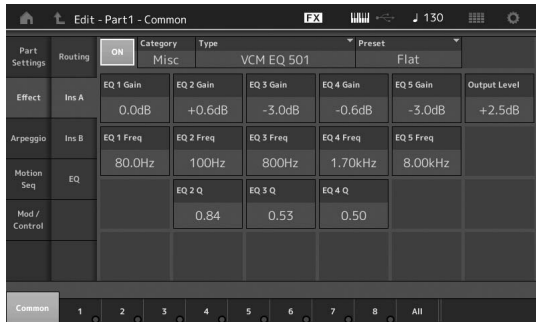 Edit - Part1 - Common FX 130
Part Settings
Routing
ON
Category
Misc
Type
VCM EQ 501
Preset
Flat
Effect
Ins A
EQ 1 Gain EQ 2 Gain EQ 3 Gain EQ 4 Gain EQ 5 Gain Output Level
0.0dB +0.6dB -3.0dB -0.6dB -3.0dB +2.5dB
Arpeggio
Ins B
EQ 1 Freq EQ 2 Freq EQ 3 Freq EQ 4 Freq EQ 5 Freq
80.0Hz 100Hz 800Hz 1.70kHz 8.00kHz
Motion Seq
EQ
EQ 2 Q EQ 3 Q EQ 4 Q
0.84 0.53 0.50
Mod / Control
Common 1 2 3 4 5 6 7 8 All